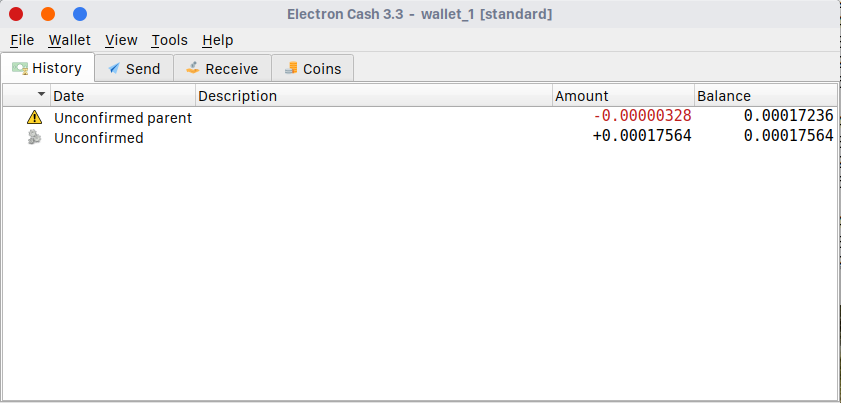 Electron Cash 3.3 - wallet_1 [standard]
File Wallet View Tools Help
History Send Receive Coins
Date Description Amount Balance
Unconfirmed parent -0.00000328 0.00017236
Unconfirmed +0.00017564 0.00017564